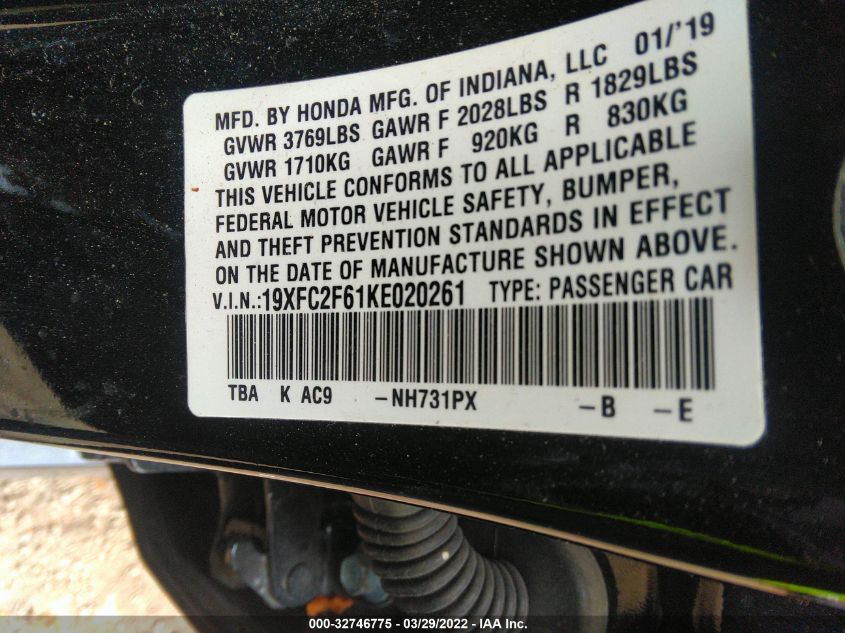 MFD. BY HONDA MFG. OF INDIANA, LLC 01/'19
GVWR 3769LBS GAWR F 2028LBS R 1829LBS
GVWR 1710KG GAWR F 920KG R 830KG
THIS VEHICLE CONFORMS TO ALL APPLICABLE
FEDERAL MOTOR VEHICLE SAFETY, BUMPER,
AND THEFT PREVENTION STANDARDS IN EFFECT
ON THE DATE OF MANUFACTURE SHOWN ABOVE.
V.I.N.:19XFC2F61KE020261 TYPE: PASSENGER CAR
TBA K AC9 -NH731PX -B -E
000-32746775 - 03/29/2022 - IAA Inc.